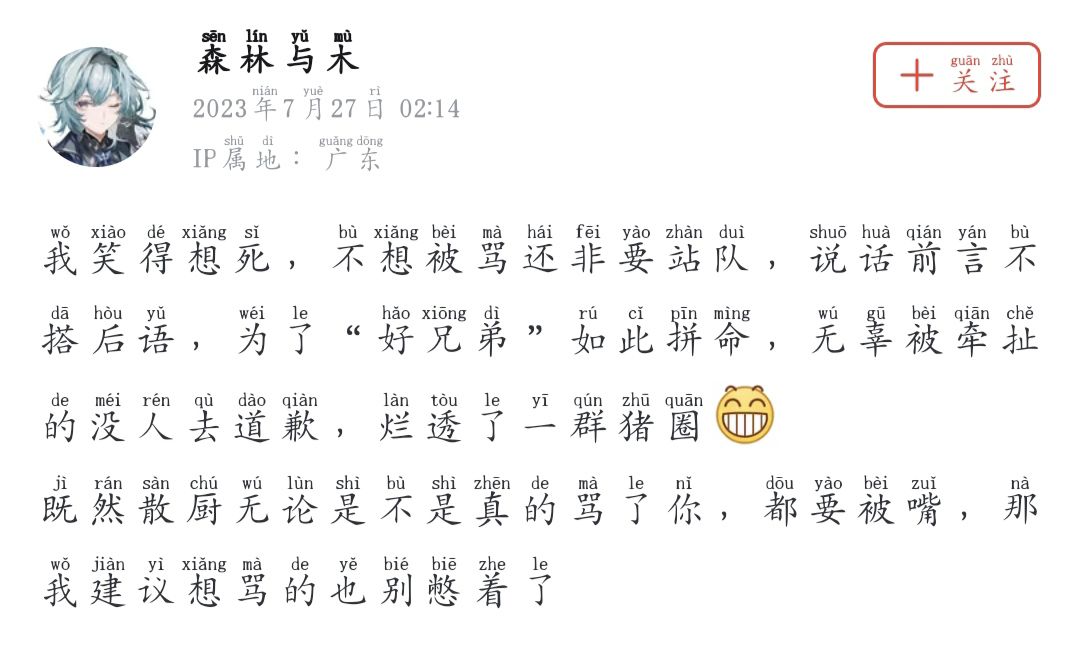 sēn lín yǔ mù
森林与木
nián yuè rì
2023年7月27日 02:14
shǔ dì guǎng dōng
IP属地：广东
guān zhù
关注
wǒ xiào dé xiǎng sǐ bù xiǎng bèi mà hái fēi yào zhàn duì shuō huà qián yán bù
我笑得想死，不想被骂还非要站队，说话前言不
dā hòu yǔ wéi le hǎo xiōng dì rú cǐ pīn mìng wú gū bèi qiān chě
搭后语，为了“好兄弟”如此拼命，无辜被牵扯
de méi rén qù dào qiàn làn tòu le yī qún zhū quān
的没人去道歉，烂透了一群猪圈😁
jì rán sàn chú wú lùn shì bù shì zhēn de mà le nǐ dōu yào bèi zuǐ nà
既然散厨无论是不是真的骂了你，都要被嘴，那
wǒ jiàn yì xiǎng mà de yě bié biē zhe le
我建议想骂的也别憋着了